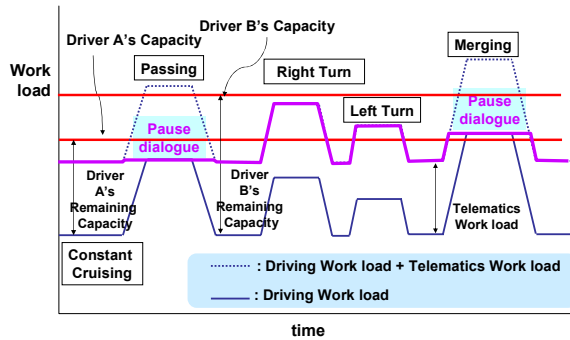 Driver A's Capacity
Driver B's Capacity
Work
load
Passing
Right Turn
Left Turn
Merging
Pause
dialogue
Pause
dialogue
Driver
A's
Remaining
Capacity
Driver
B's
Remaining
Capacity
Telematics
Work load
Constant
Cruising
: Driving Work load + Telematics Work load
: Driving Work load
time